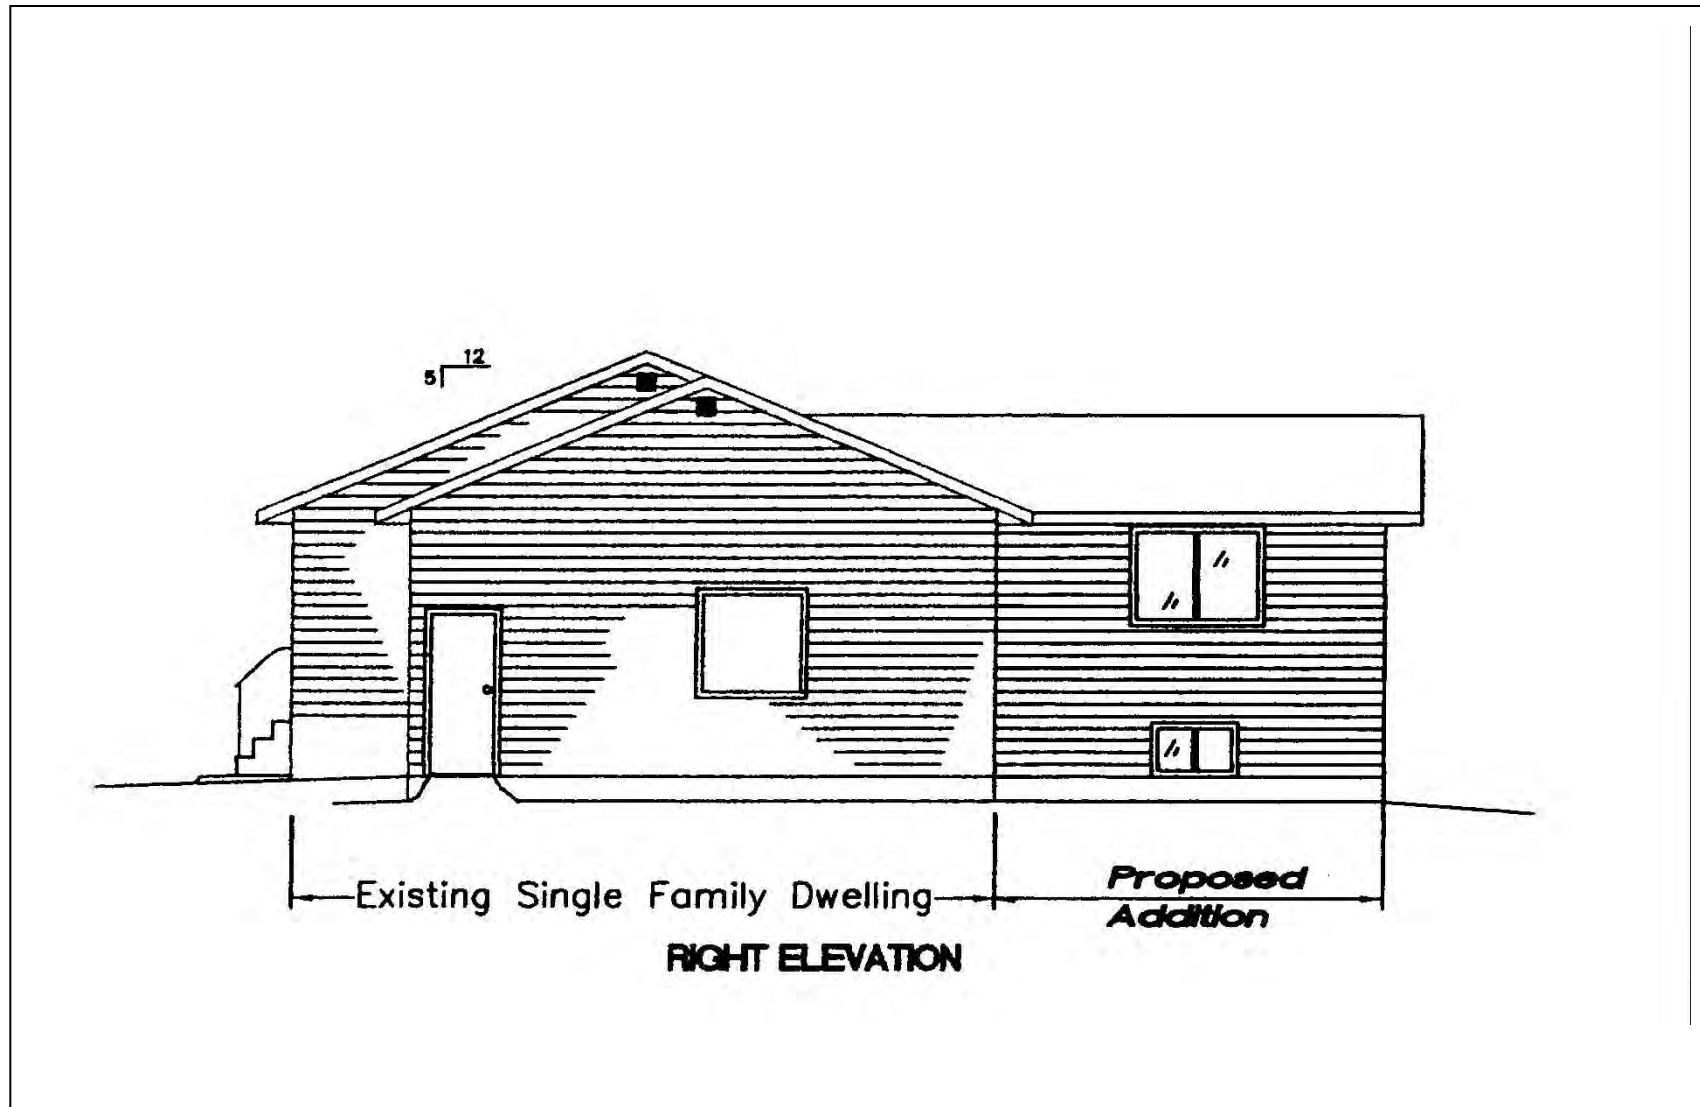 12
5
Existing Single Family Dwelling
Proposed
Addition
RIGHT ELEVATION